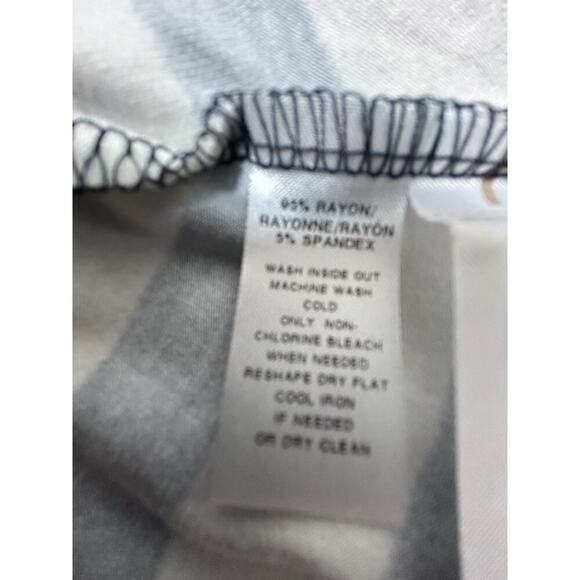 95% RAYON/
RAYONNE/RAYÓN
5% SPANDEX
WASH INSIDE OUT
MACHINE WASH
COLD
ONLY NON-
CHLORINE BLEACH
WHEN NEEDED
RESHAPE DRY FLAT
COOL IRON
IF NEEDED
OR DRY CLEAN